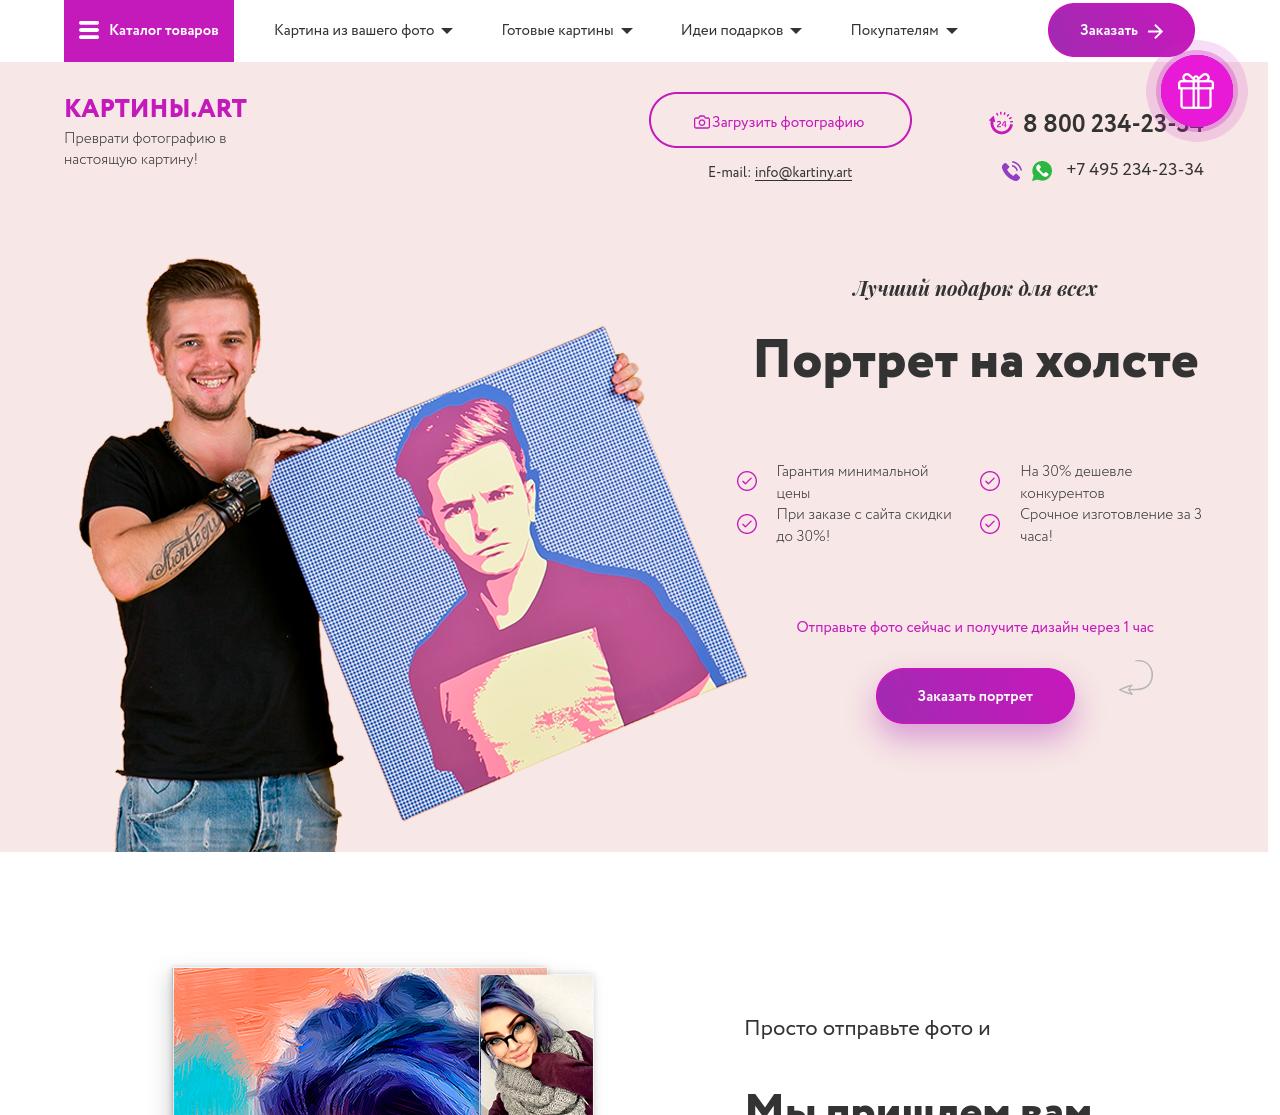 Каталог товаров
Картина из вашего фото
Готовые картины
Идеи подарков
Покупателям
Заказать
КАРТИНЫ.ART
Преврати фотографию в
настоящую картину!
Загрузить фотографию
E-mail: info@kartiny.art
24
8 800 234-23-34
+7 495 234-23-34
Лучший подарок для всех
Портрет на холсте
Гарантия минимальной
цены
На 30% дешевле
конкурентов
При заказе с сайта скидки
до 30%!
Срочное изготовление за 3
часа!
Отправьте фото сейчас и получите дизайн через 1 час
Заказать портрет
Просто отправьте фото и
Мы пришлем вам